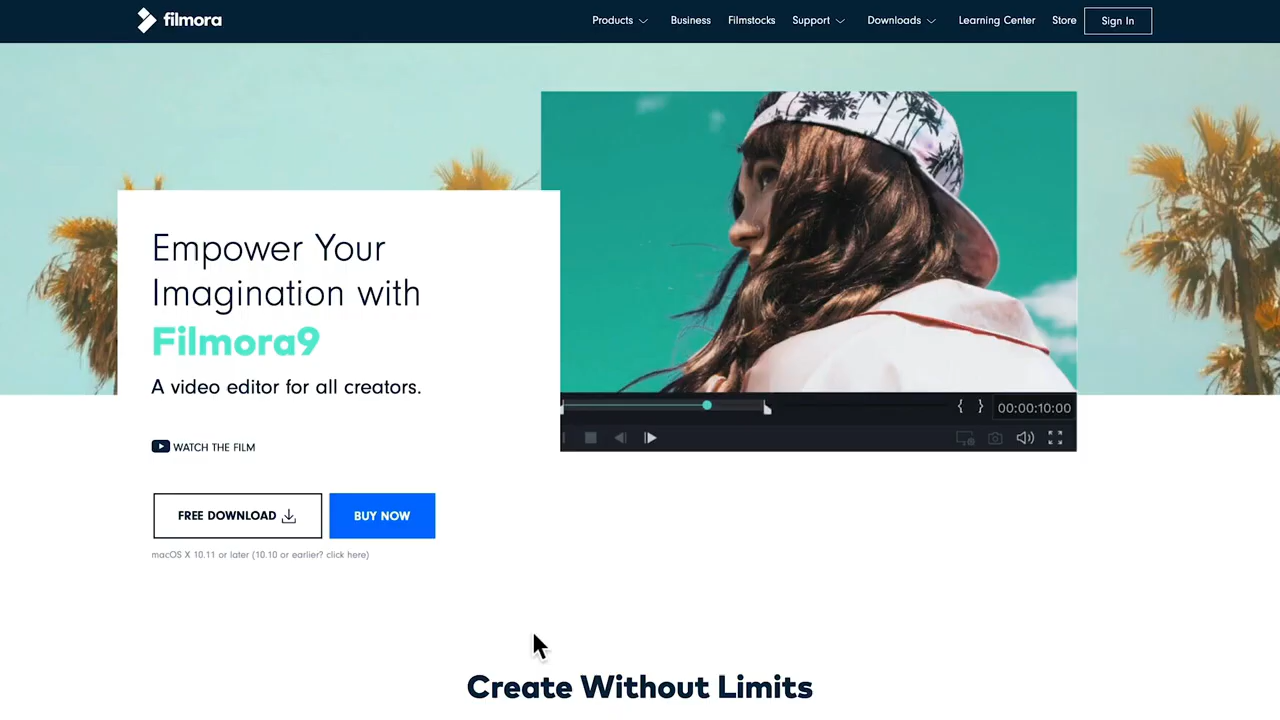 filmora
Products Business Filmstocks Support Downloads Learning Center Store Sign In
Empower Your
Imagination with
Filmora9
A video editor for all creators.
WATCH THE FILM
FREE DOWNLOAD BUY NOW
macOS X 10.11 or later (10.10 or earlier? click here)
{ } 00:00:10:00
Create Without Limits